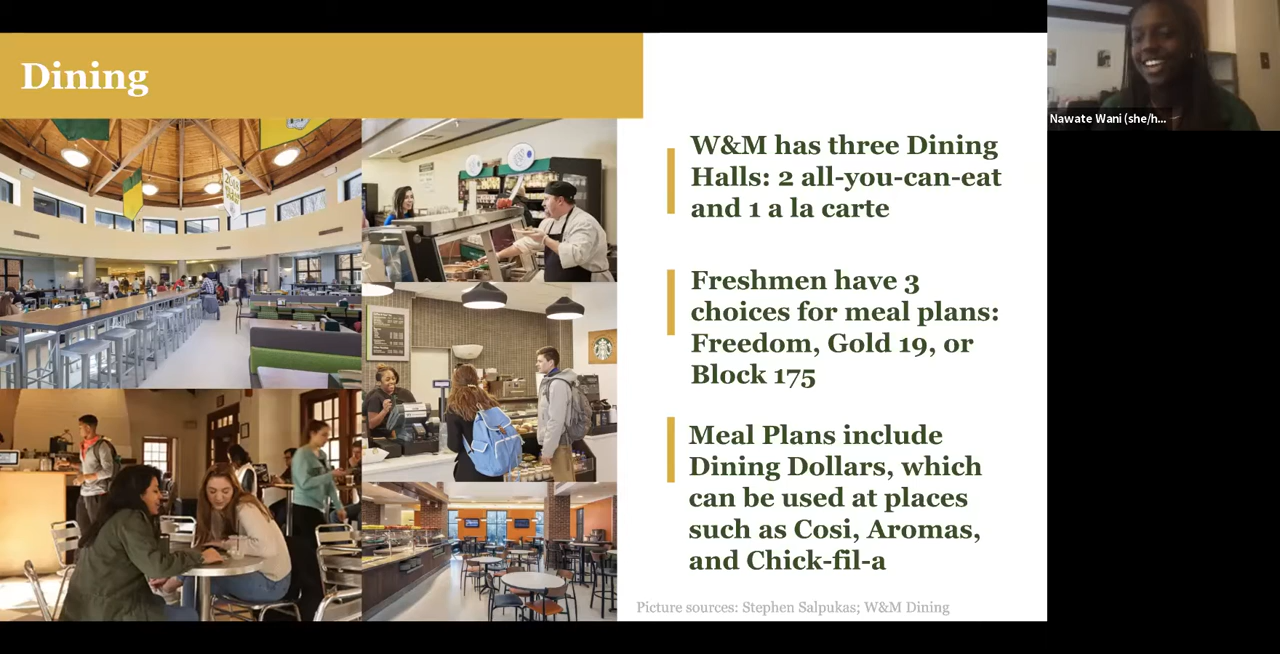 Dining
W&M has three Dining
Halls: 2 all-you-can-eat
and 1 a la carte
Freshmen have 3
choices for meal plans:
Freedom, Gold 19, or
Block 175
Meal Plans include
Dining Dollars, which
can be used at places
such as Cosi, Aromas,
and Chick-fil-a
Picture sources: Stephen Salpukas; W&M Dining
Nawate Wani (she/h...